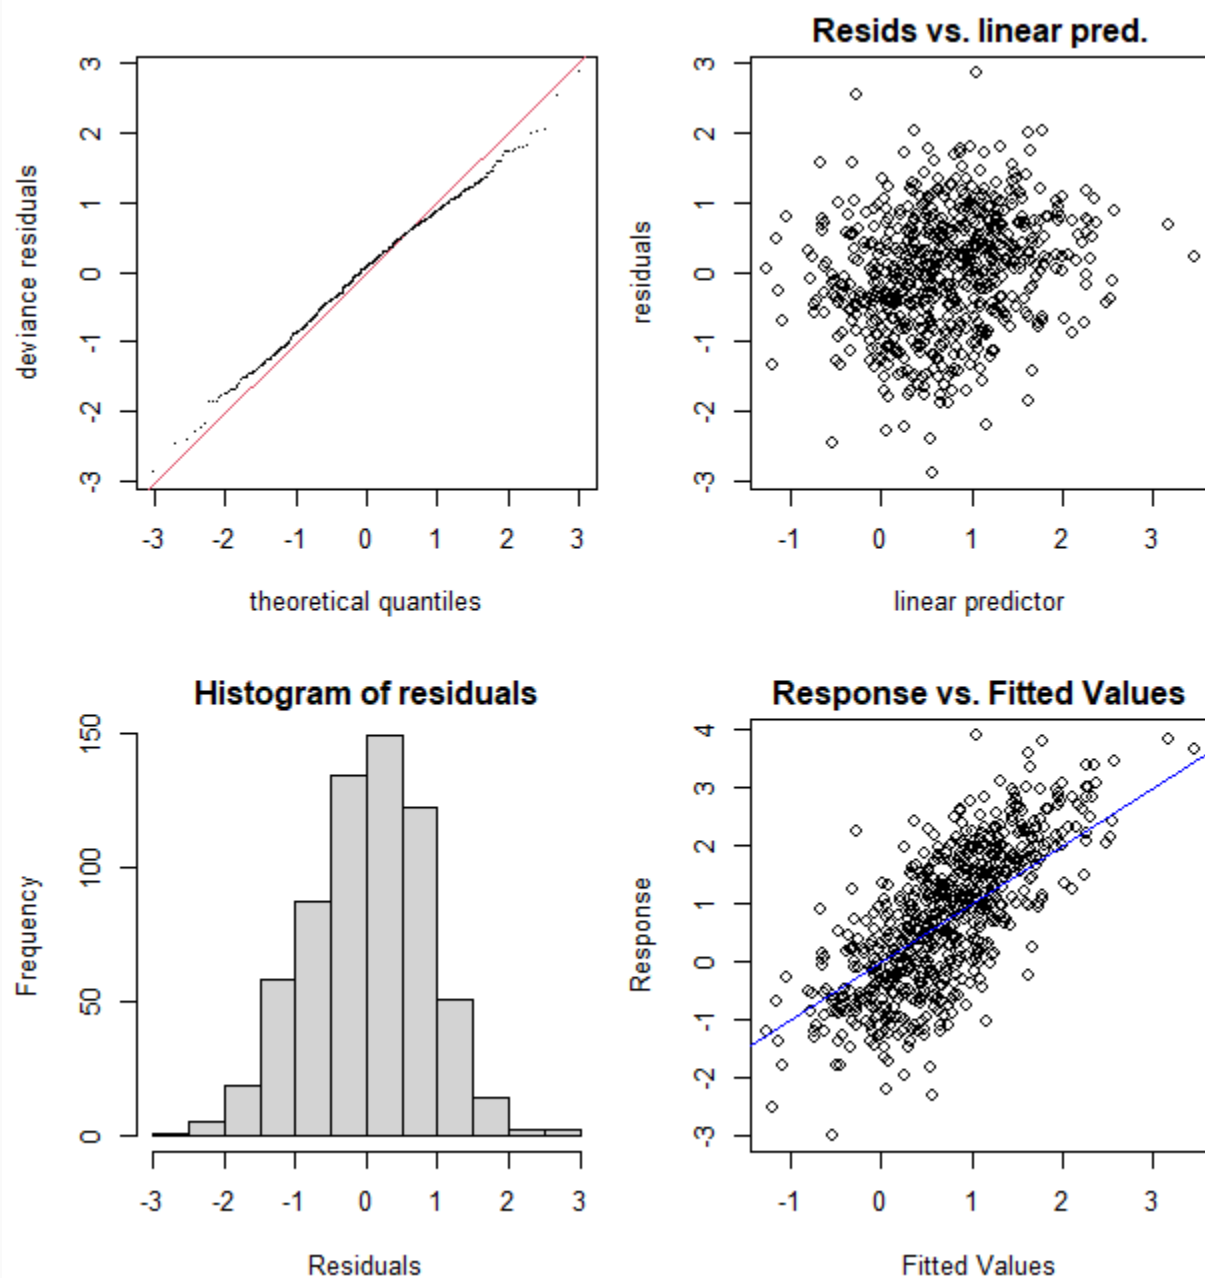 3
2
1
0
-1
-2
-3
deviance residuals
-3 -2 -1 0 1 2 3
theoretical quantiles
Resids vs. linear pred.
3
2
1
0
-1
-2
-3
residuals
-1 0 1 2 3
linear predictor
Histogram of residuals
150
100
50
0
Frequency
-3 -2 -1 0 1 2 3
Residuals
Response vs. Fitted Values
4
3
2
1
0
-1
-2
-3
Response
-1 0 1 2 3
Fitted Values